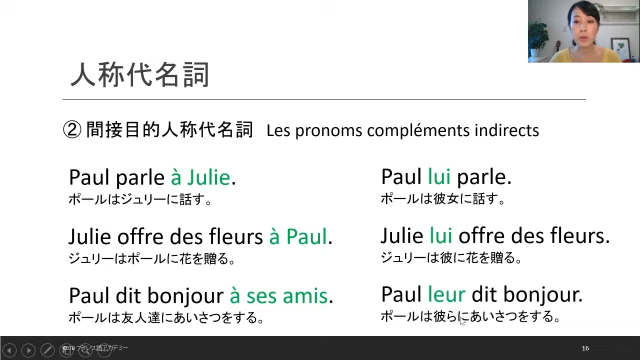 人称代名詞
② 間接目的人称代名詞 Les pronoms compléments indirects
Paul parle à Julie.
ポールはジュリーに話す。
Julie offre des fleurs à Paul.
ジュリーはポールに花を贈る。
Paul dit bonjour à ses amis.
ポールは友人達にあいさつをする。
Paul lui parle.
ポールは彼女に話す。
Julie lui offre des fleurs.
ジュリーは彼に花を贈る。
Paul leur dit bonjour.
ポールは彼らにあいさつをする。
16